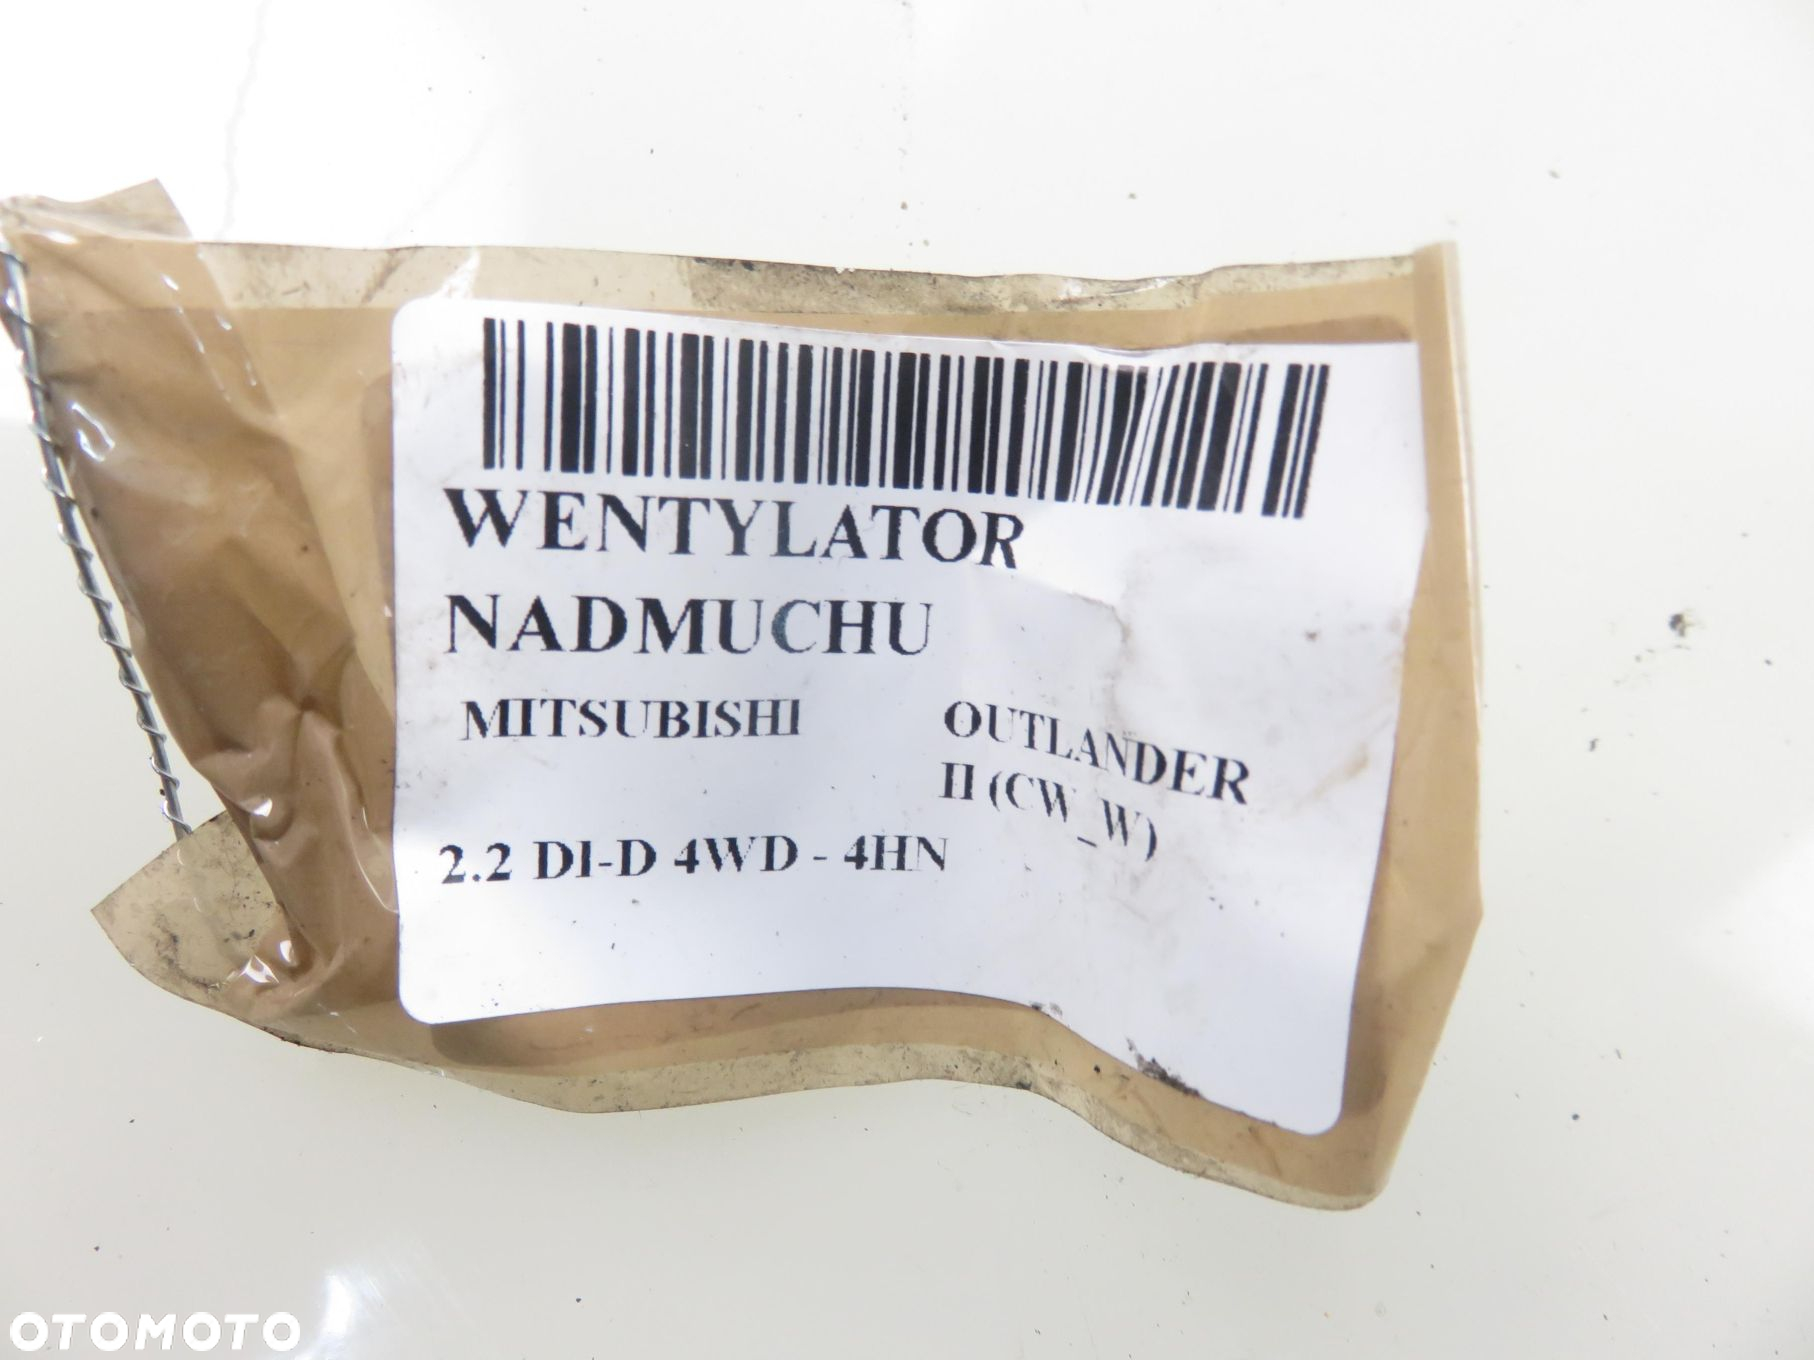 WENTYLATOR
NADMUCHU
MITSUBISHI OUTLANDER
II (CW_W)
2.2 DI-D 4WD - 4HN
OTOMOTO